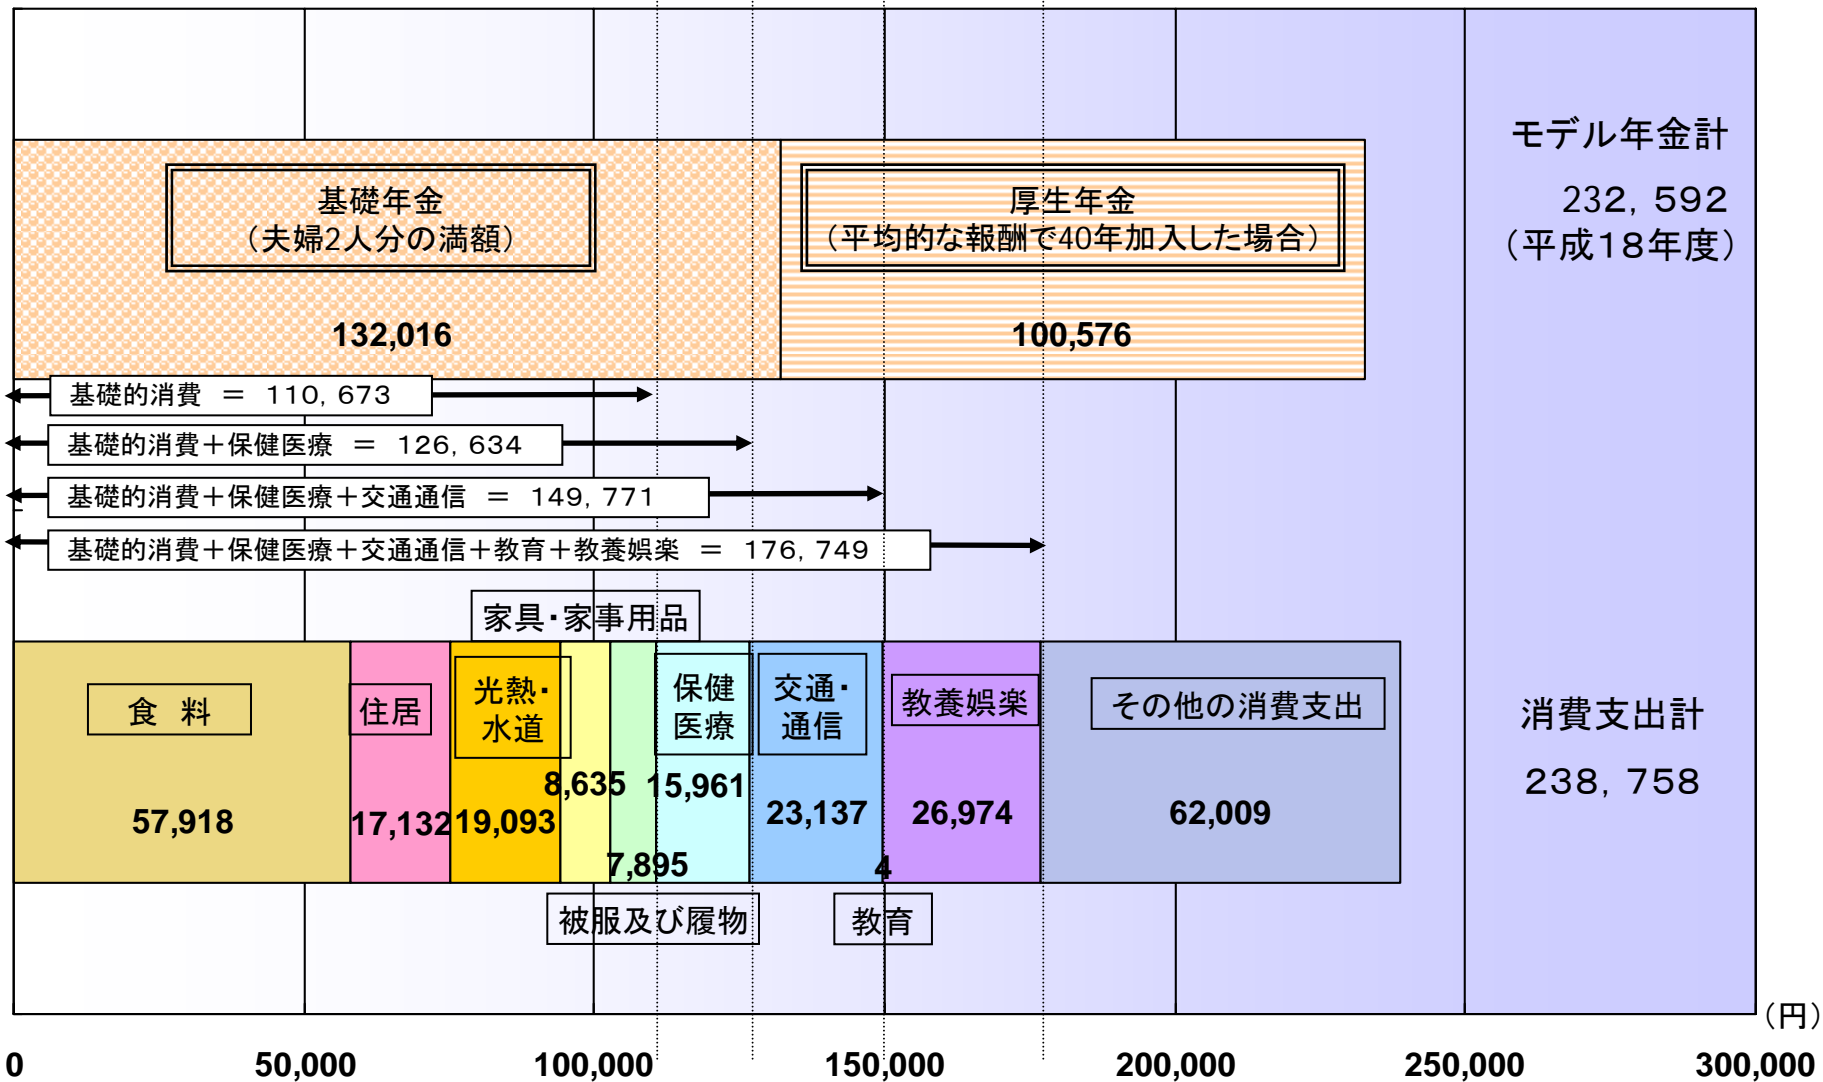 モデル年金計
232,592
(平成18年度)
基礎年金
(夫婦2人分の満額)
132,016
厚生年金
(平均的な報酬で40年加入した場合)
100,576
基礎的消費 = 110,673
基礎的消費+保健医療 = 126,634
基礎的消費+保健医療+交通通信 = 149,771
基礎的消費+保健医療+交通通信+教育+教養娯楽 = 176,749
家具・家事用品
食 料
57,918
住居
17,132
光熱・
水道
19,093
8,635
7,895
保健
医療
15,961
交通・
通信
23,137
4
教養娯楽
26,974
その他の消費支出
62,009
消費支出計
238,758
被服及び履物
教育
(円)
0 50,000 100,000 150,000 200,000 250,000 300,000